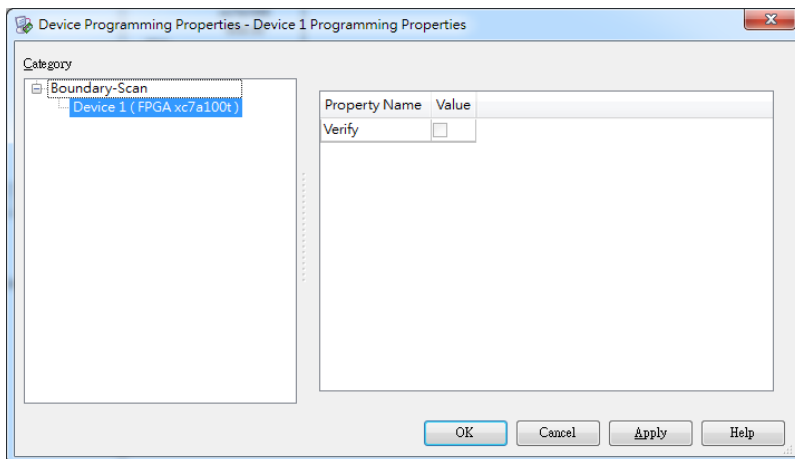 Device Programming Properties - Device 1 Programming Properties
Category
Boundary-Scan
Device 1 ( FPGA xc7a100t )
Property Name Value
Verify
OK Cancel Apply Help